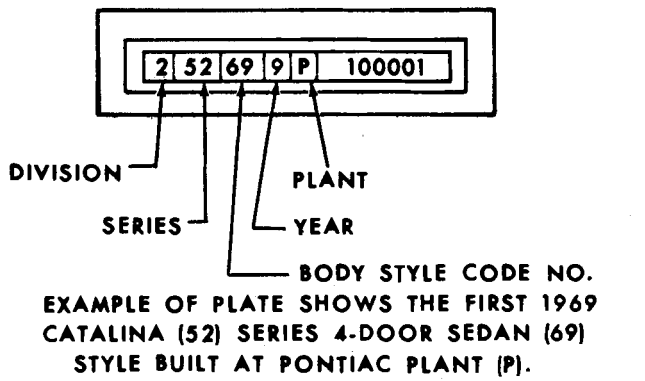 2 52 69 9 P 100001
DIVISION
PLANT
SERIES
YEAR
BODY STYLE CODE NO.
EXAMPLE OF PLATE SHOWS THE FIRST 1969
CATALINA (52) SERIES 4-DOOR SEDAN (69)
STYLE BUILT AT PONTIAC PLANT (P).